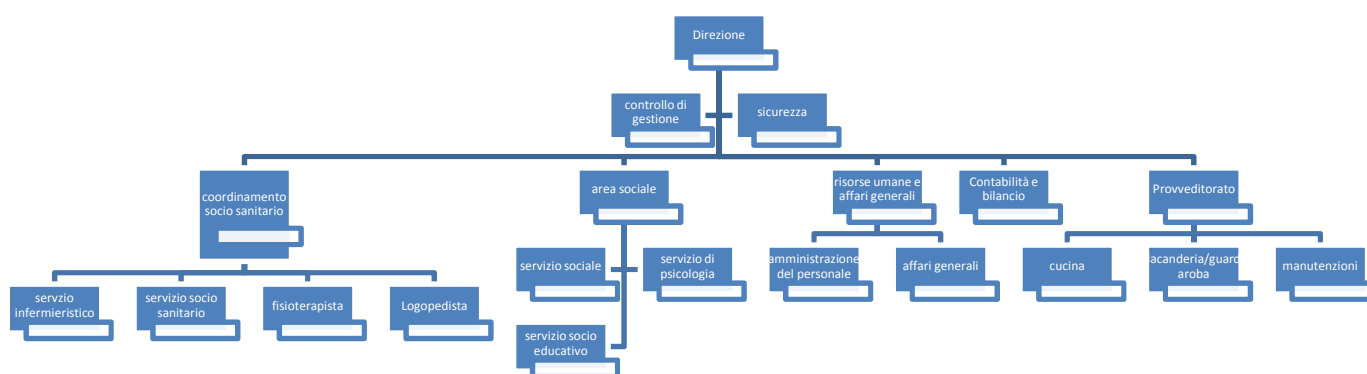 Direzione
controllo di
gestione
sicurezza
coordinamento
socio sanitario
area sociale
risorse umane e
affari generali
Contabilità e
bilancio
Provveditorato
servzio
infermieristico
servizio socio
sanitario
fisioterapista
Logopedista
servizio sociale
servizio di
psicologia
servizio socio
educativo
amministrazione
del personale
affari generali
cucina
acanderia/guard
aroba
manutenzioni